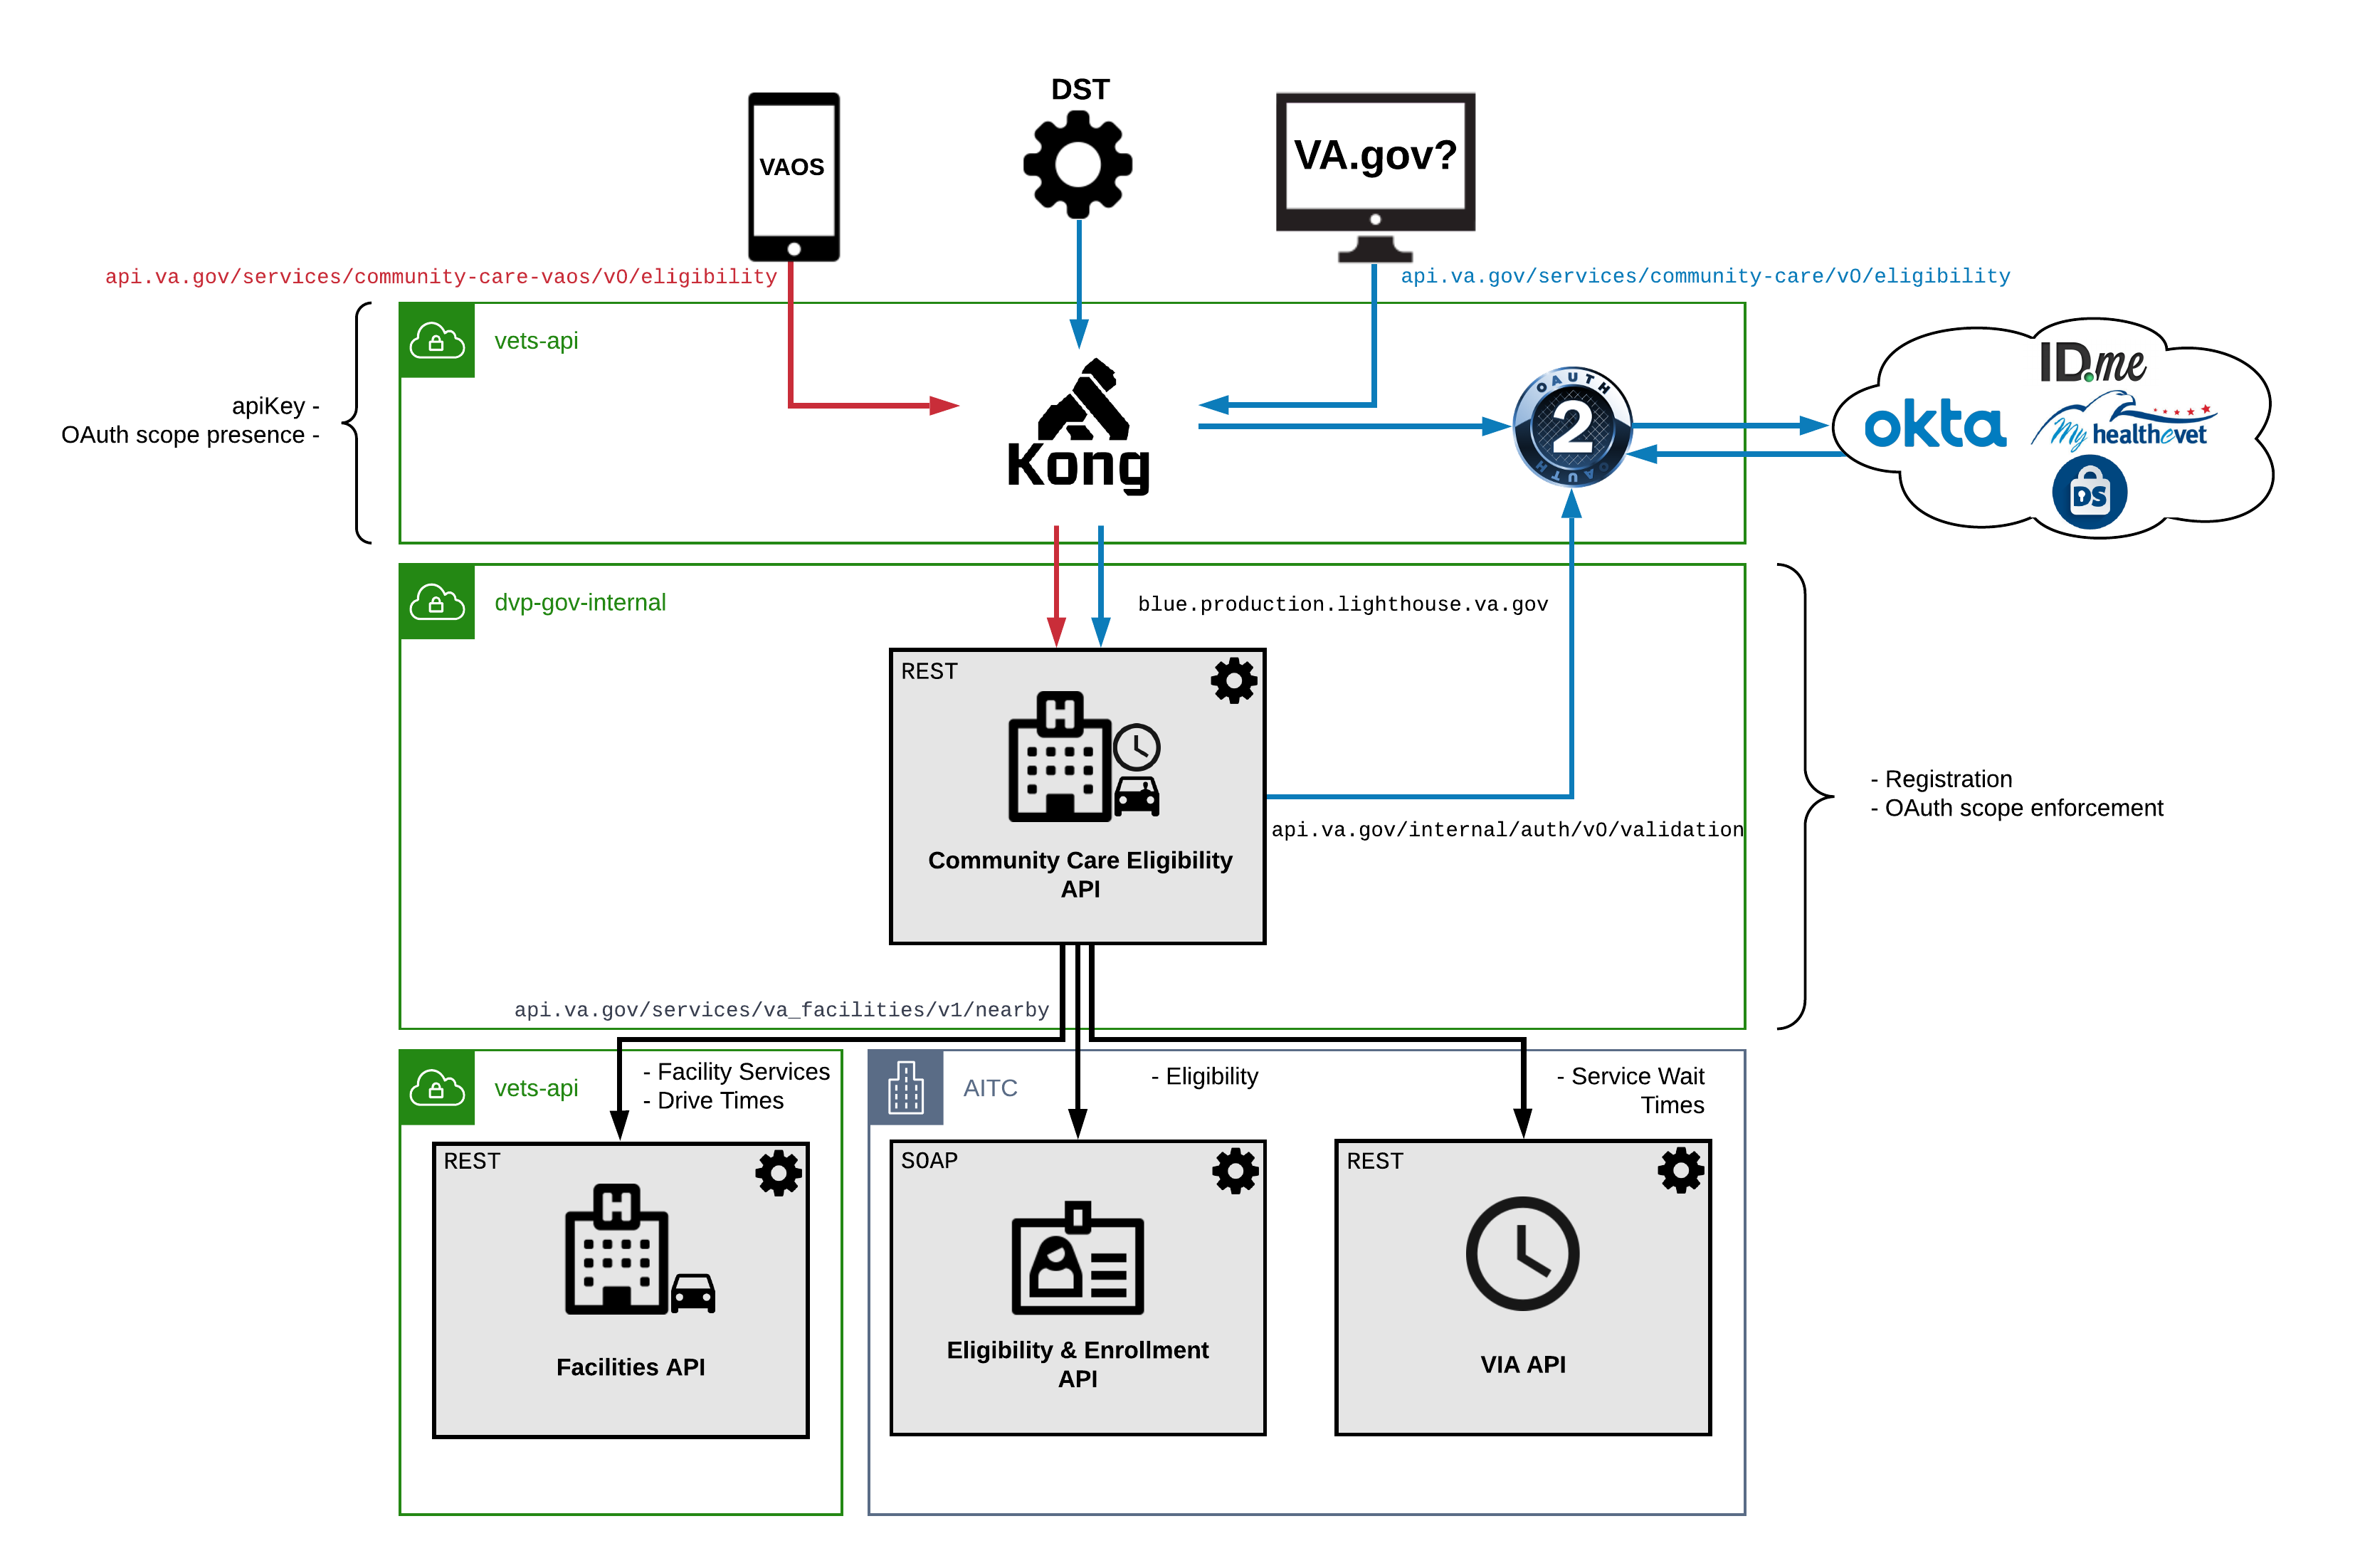 DST
VAOS
VA.gov?
api.va.gov/services/community-care-vaos/v0/eligibility
api.va.gov/services/community-care/v0/eligibility
vets-api
apiKey -
OAuth scope presence -
Kong
OAUTH
2
OAUTH
ID.me
okta
My healthevet
DS
dvp-gov-internal
blue.production.lighthouse.va.gov
REST
H
Community Care Eligibility
API
api.va.gov/internal/auth/v0/validation
- Registration
- OAuth scope enforcement
api.va.gov/services/va_facilities/v1/nearby
vets-api
- Facility Services
- Drive Times
AITC
- Eligibility
- Service Wait
Times
REST
H
Facilities API
SOAP
Eligibility & Enrollment
API
REST
VIA API